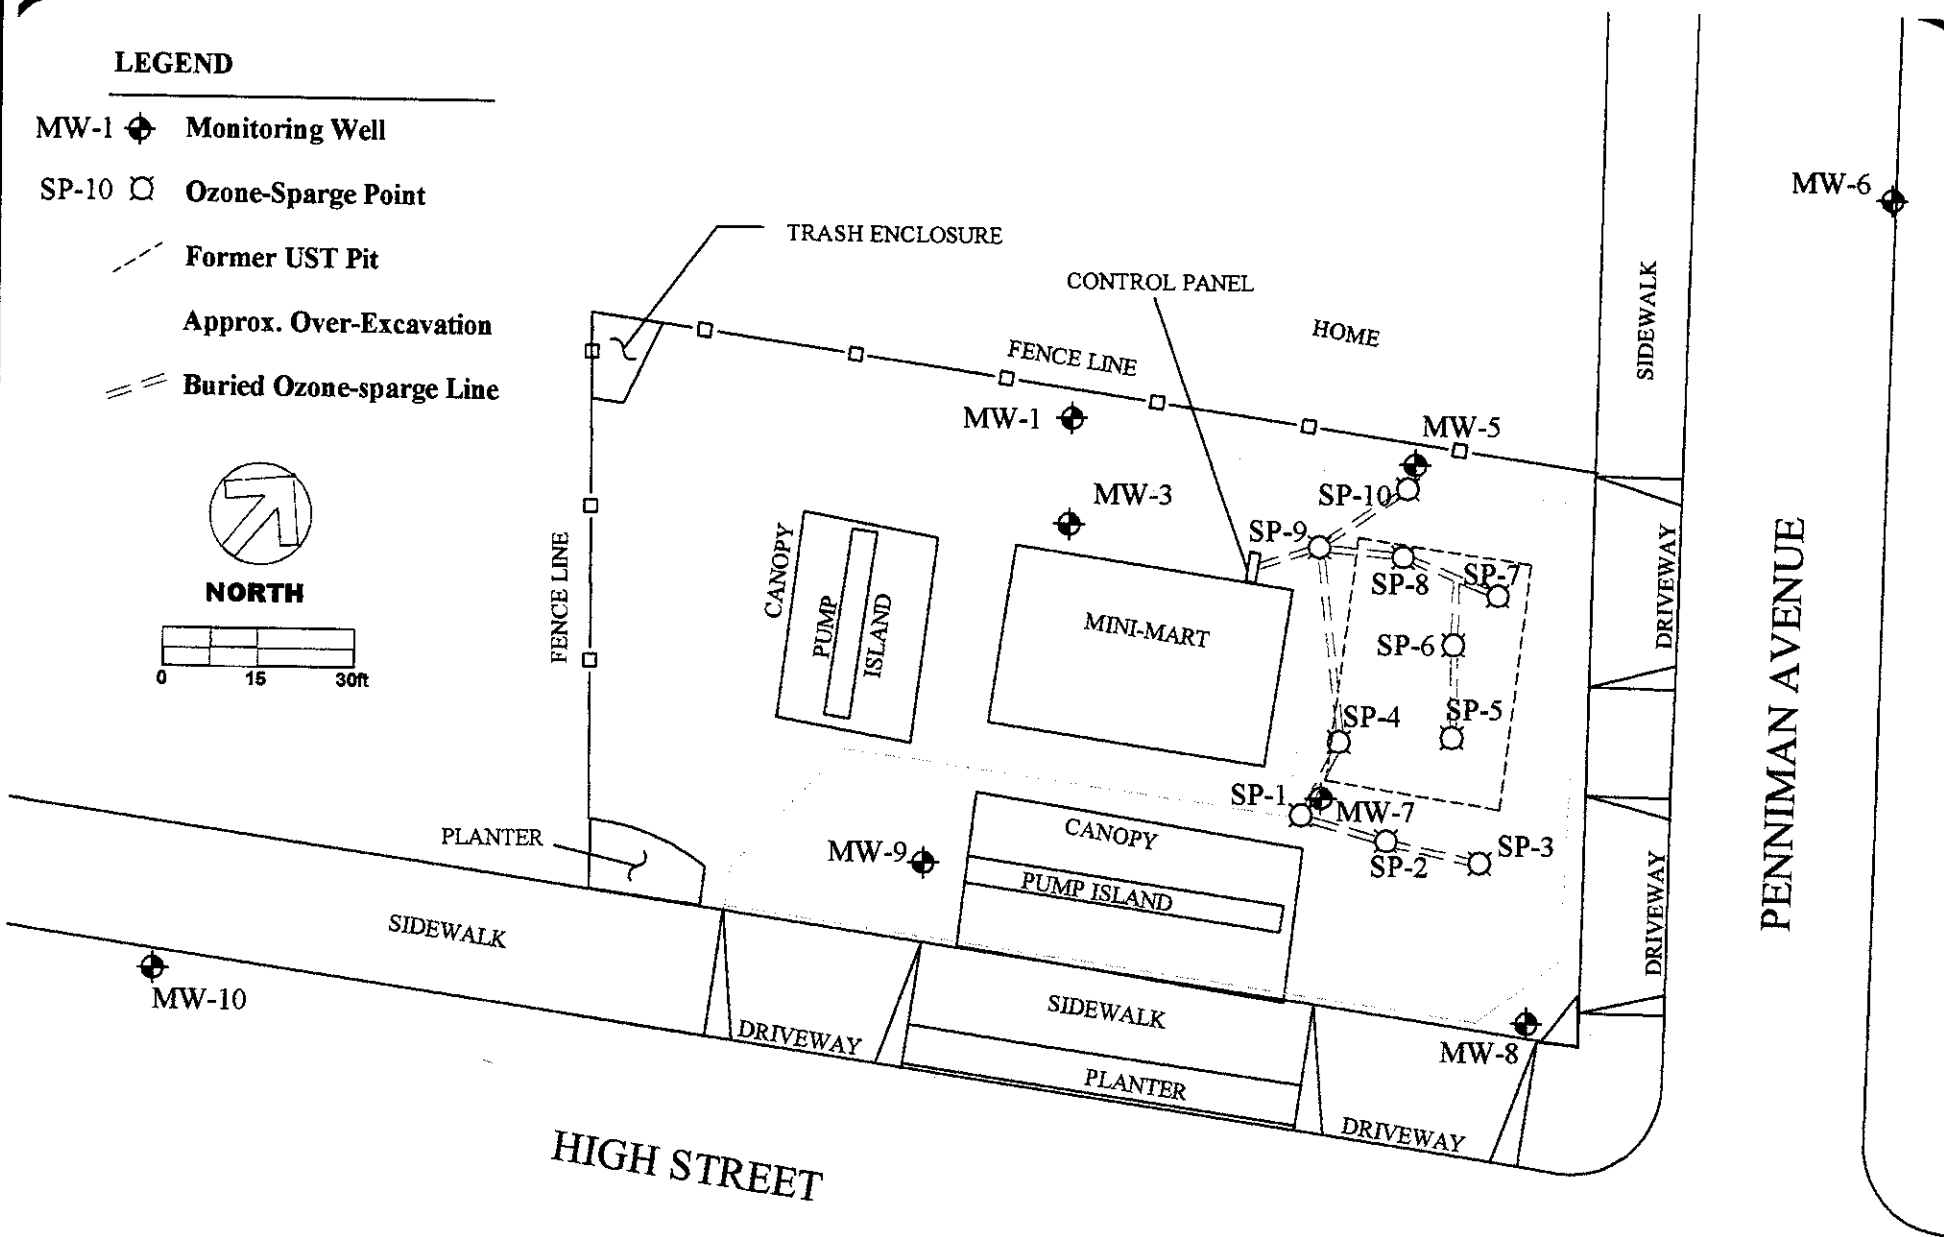 LEGEND
MW-1 Monitoring Well
SP-10 Ozone-Sparge Point
Former UST Pit
Approx. Over-Excavation
Buried Ozone-sparge Line
NORTH
0 15 30ft
TRASH ENCLOSURE
CONTROL PANEL
HOME
FENCE LINE
MW-6
SIDEWALK
MW-1
MW-5
MW-3
SP-10
SP-9
SP-8
SP-7
CANOPY
PUMP
ISLAND
FENCE LINE
MINI-MART
SP-6
DRIVEWAY
PENNIMAN AVENUE
SP-4
SP-5
SP-1
MW-7
PLANTER
MW-9
CANOPY
PUMP ISLAND
SP-2
SP-3
DRIVEWAY
SIDEWALK
MW-10
DRIVEWAY
SIDEWALK
PLANTER
MW-8
DRIVEWAY
HIGH STREET